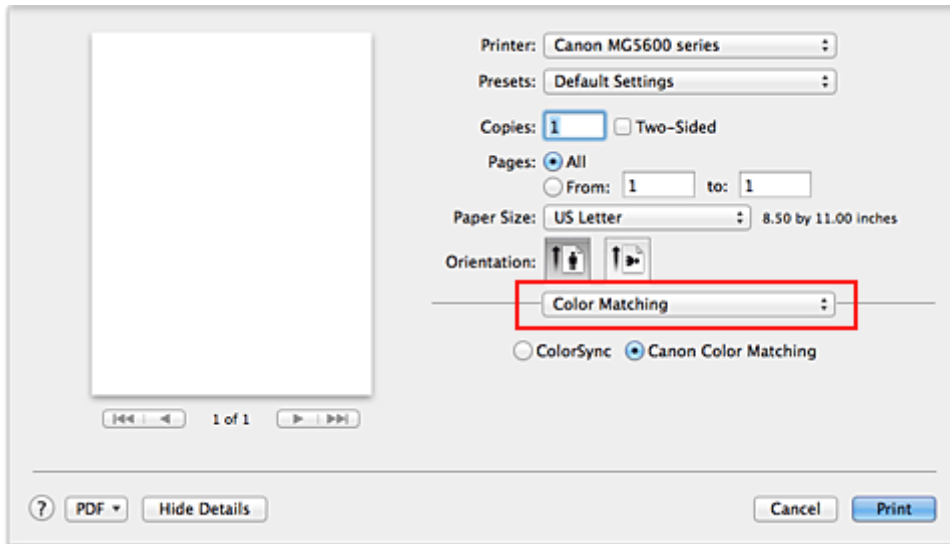 Printer: Canon MG5600 series
Presets: Default Settings
Copies: 1 Two-Sided
Pages: All
From: 1 to: 1
Paper Size: US Letter 8.50 by 11.00 inches
Orientation:
Color Matching
ColorSync Canon Color Matching
1 of 1
? PDF Hide Details Cancel Print